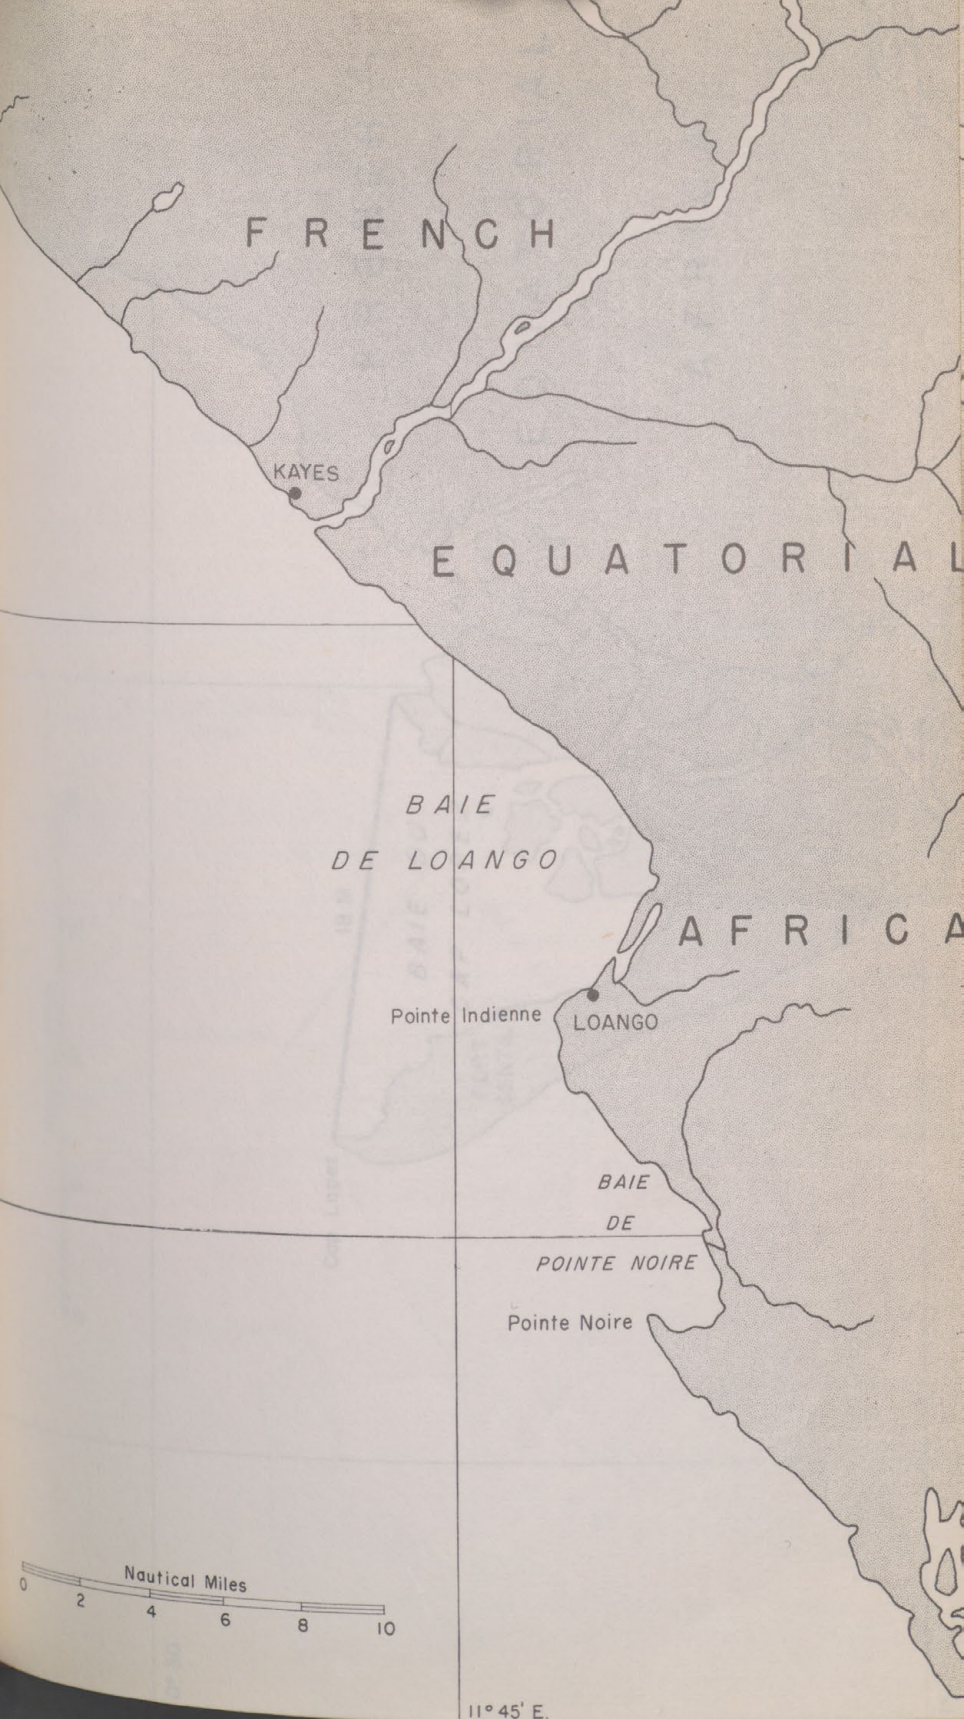 FRENCH
KAYES
EQUATORIAL
BAIE
DE LOANGO
AFRICA
Pointe Indienne
LOANGO
BAIE
DE
POINTE NOIRE
Pointe Noire
Nautical Miles
0 2 4 6 8 10
11° 45' E.